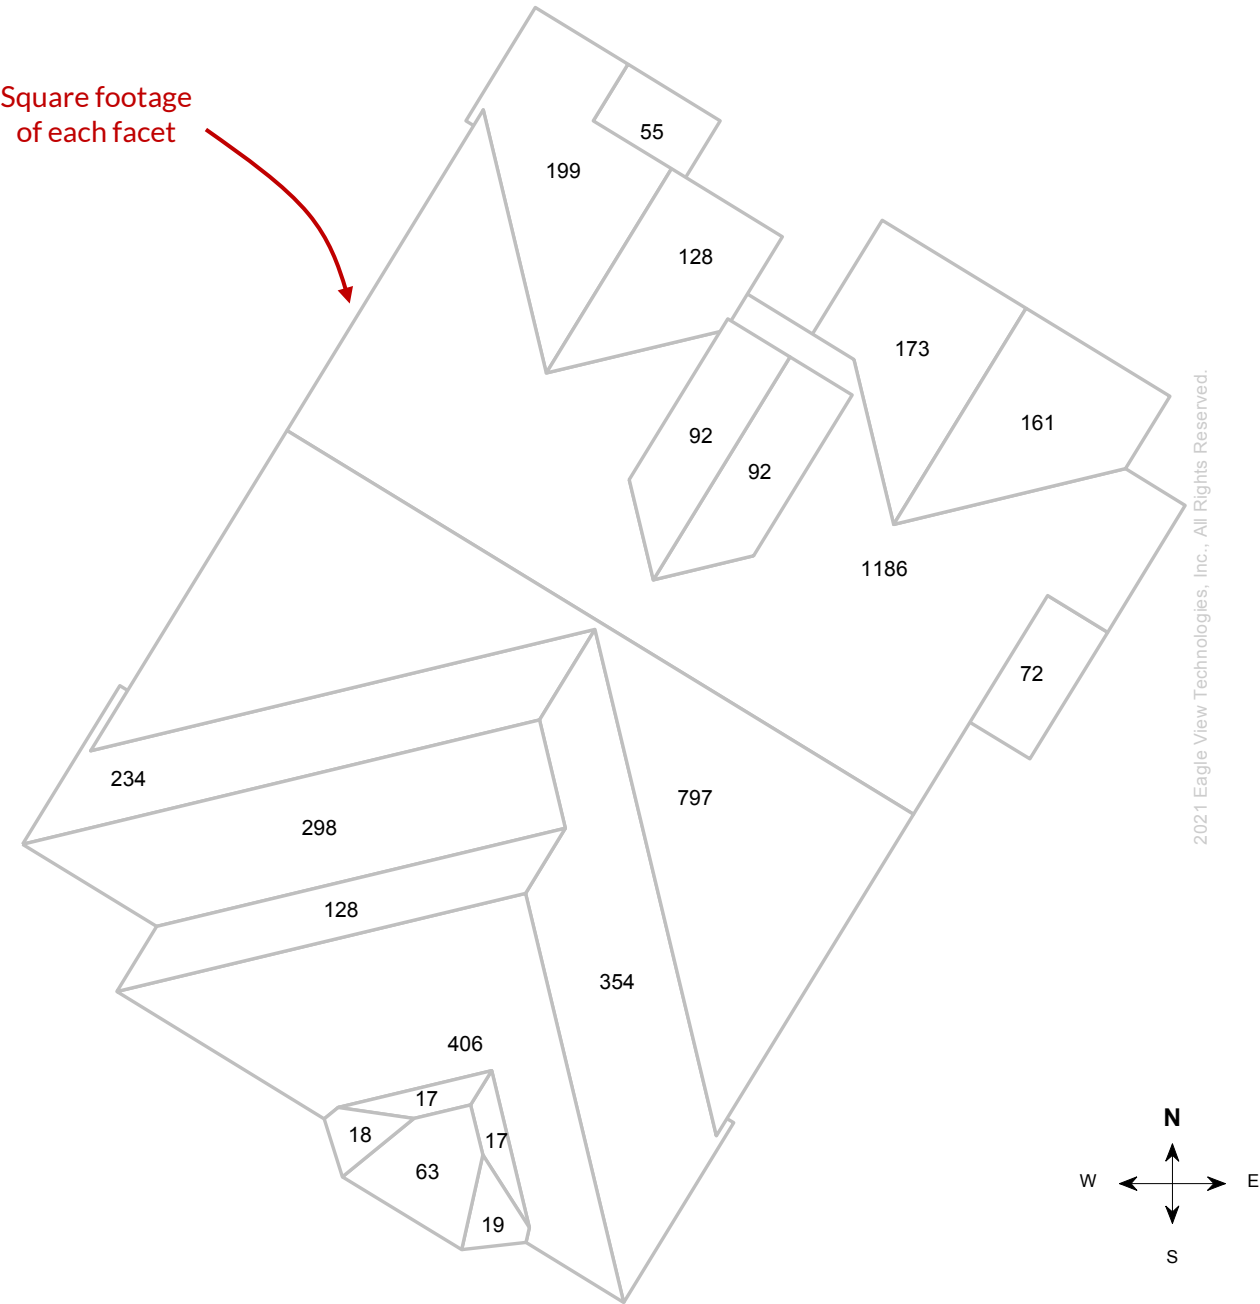 Square footage
of each facet
55
199
128
173
161
92
92
1186
72
234
298
797
128
354
406
17
18
17
63
19
N
W
E
S
2021 Eagle View Technologies, Inc., All Rights Reserved.